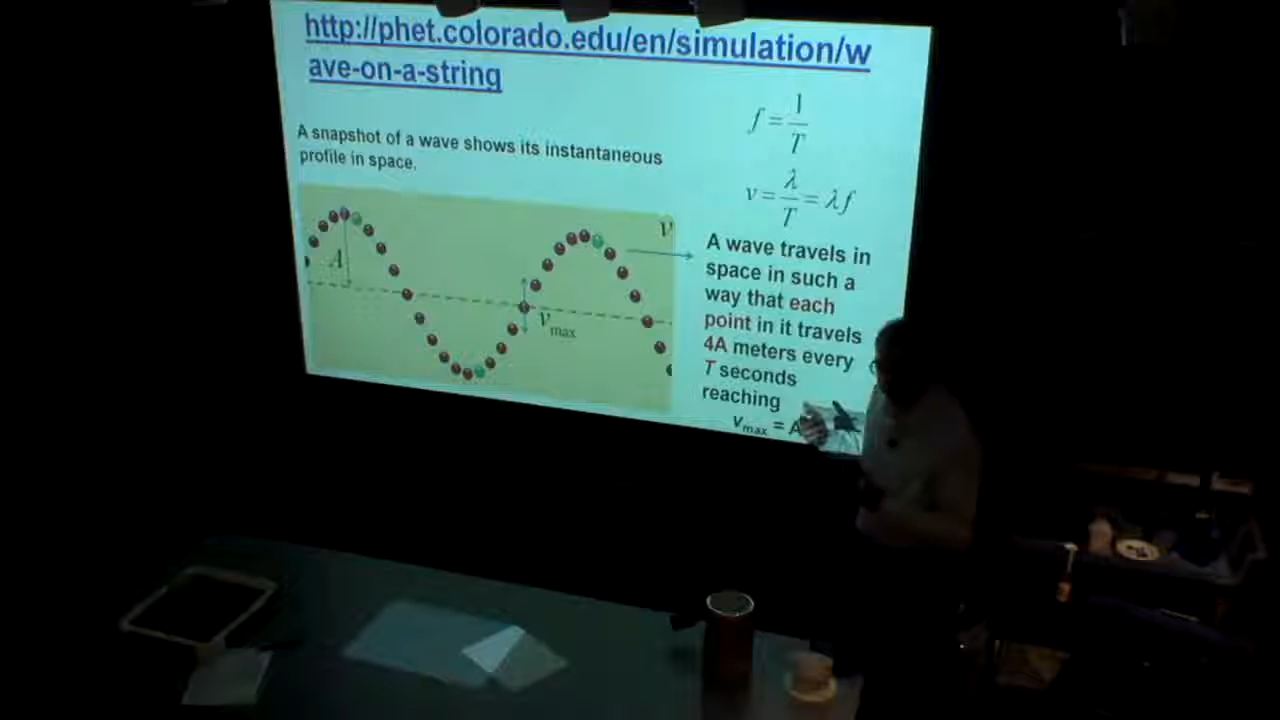 http://phet.colorado.edu/en/simulation/w
ave-on-a-string
A snapshot of a wave shows its instantaneous
profile in space.
f = 1/T
v = λ/T = λf
A
v
v max
A wave travels in
space in such a
way that each
point in it travels
4A meters every
T seconds
reaching
v max = A